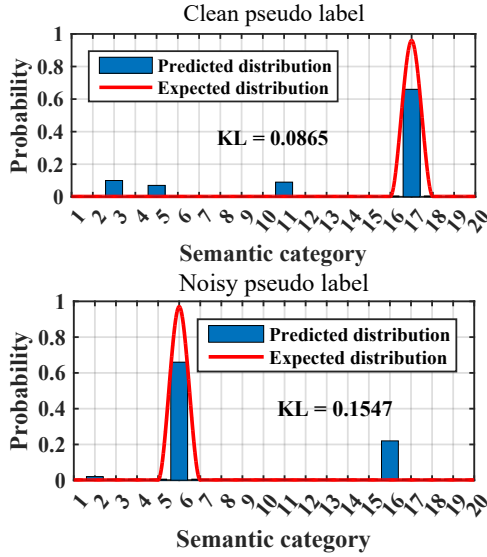 Clean pseudo label
1
0.8
0.6
0.4
0.2
0
Probability
Predicted distribution
Expected distribution
KL = 0.0865
1 2 3 4 5 6 7 8 9 10 11 12 13 14 15 16 17 18 19 20
Semantic category
Noisy pseudo label
1
0.8
0.6
0.4
0.2
0
Probability
Predicted distribution
Expected distribution
KL = 0.1547
1 2 3 4 5 6 7 8 9 10 11 12 13 14 15 16 17 18 19 20
Semantic category